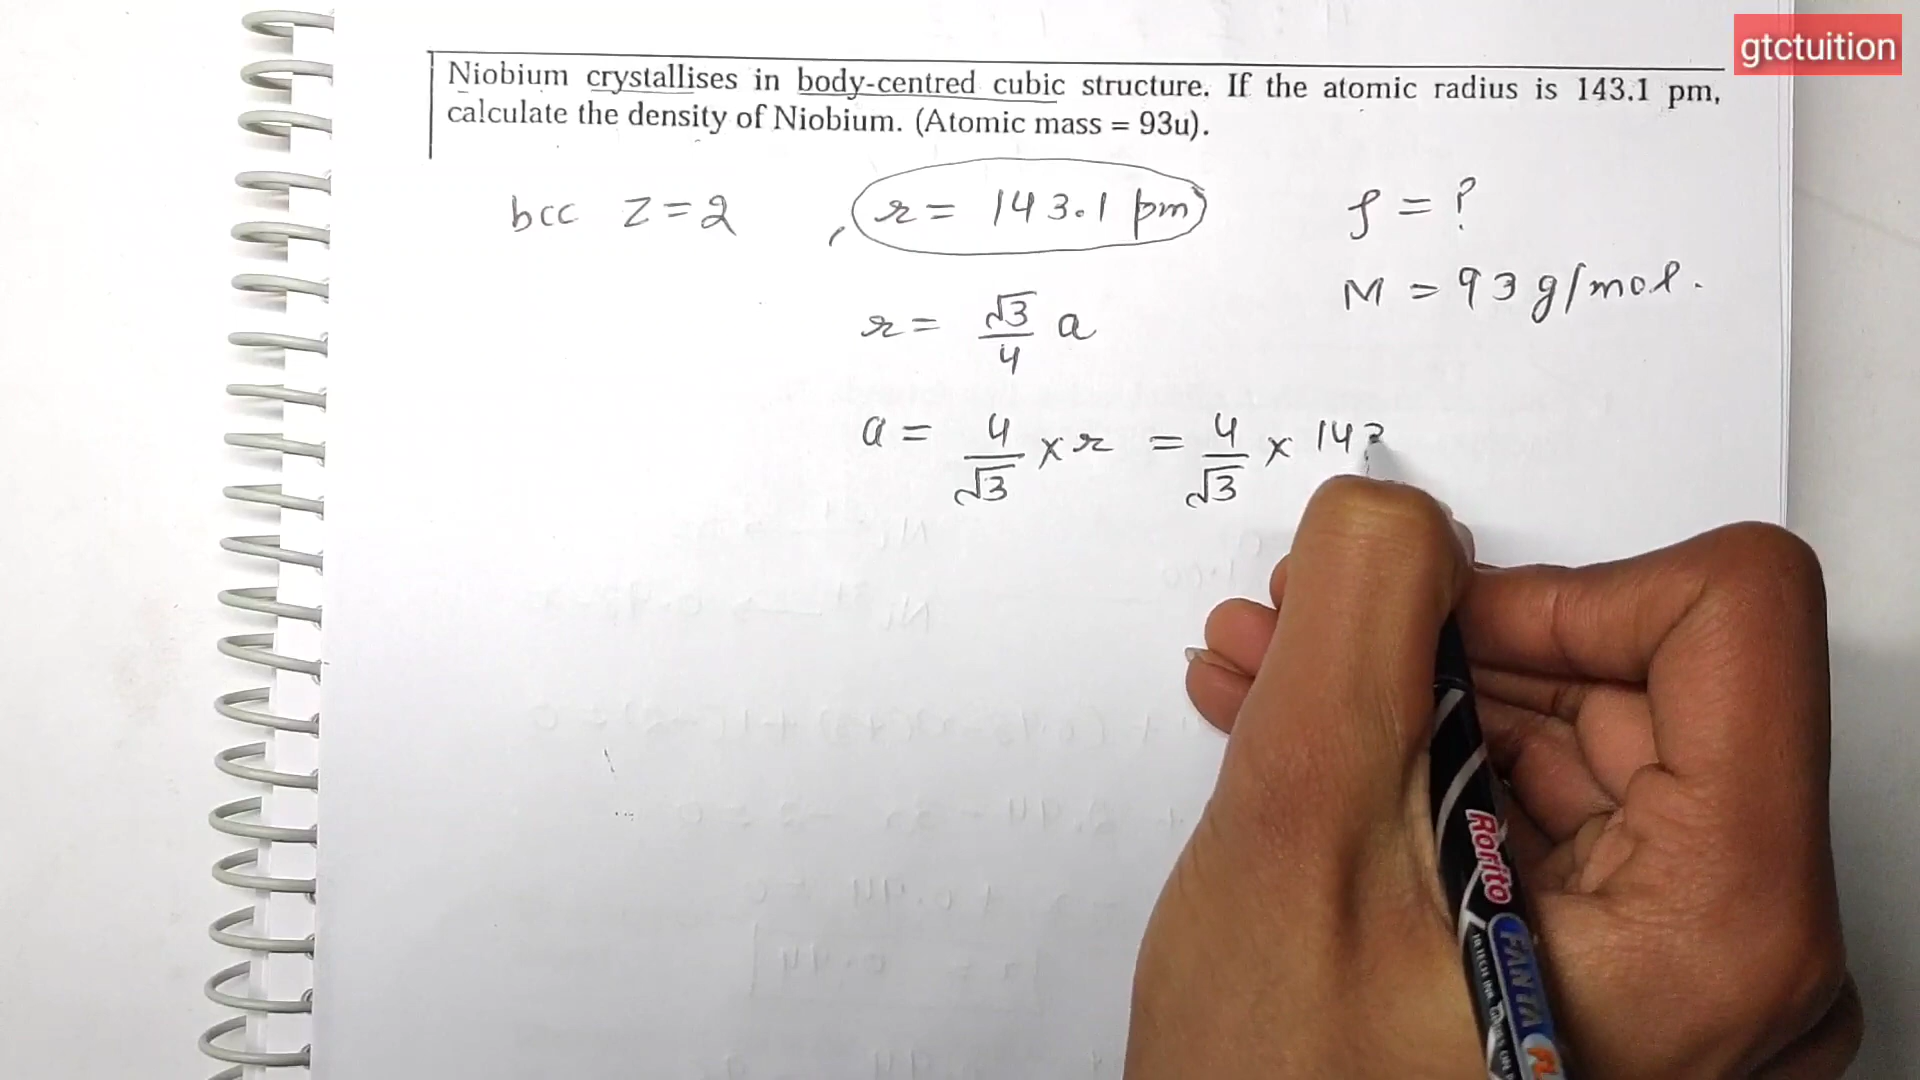 gtctuition
Niobium crystallises in body-centred cubic structure. If the atomic radius is 143.1 pm,
calculate the density of Niobium. (Atomic mass = 93u).
bcc Z = 2 , r = 143.1 pm ρ = ?
M = 93 g/mol.
r = √3/4 a
a = 4/√3 × r = 4/√3 × 143
Rorito
FANTA